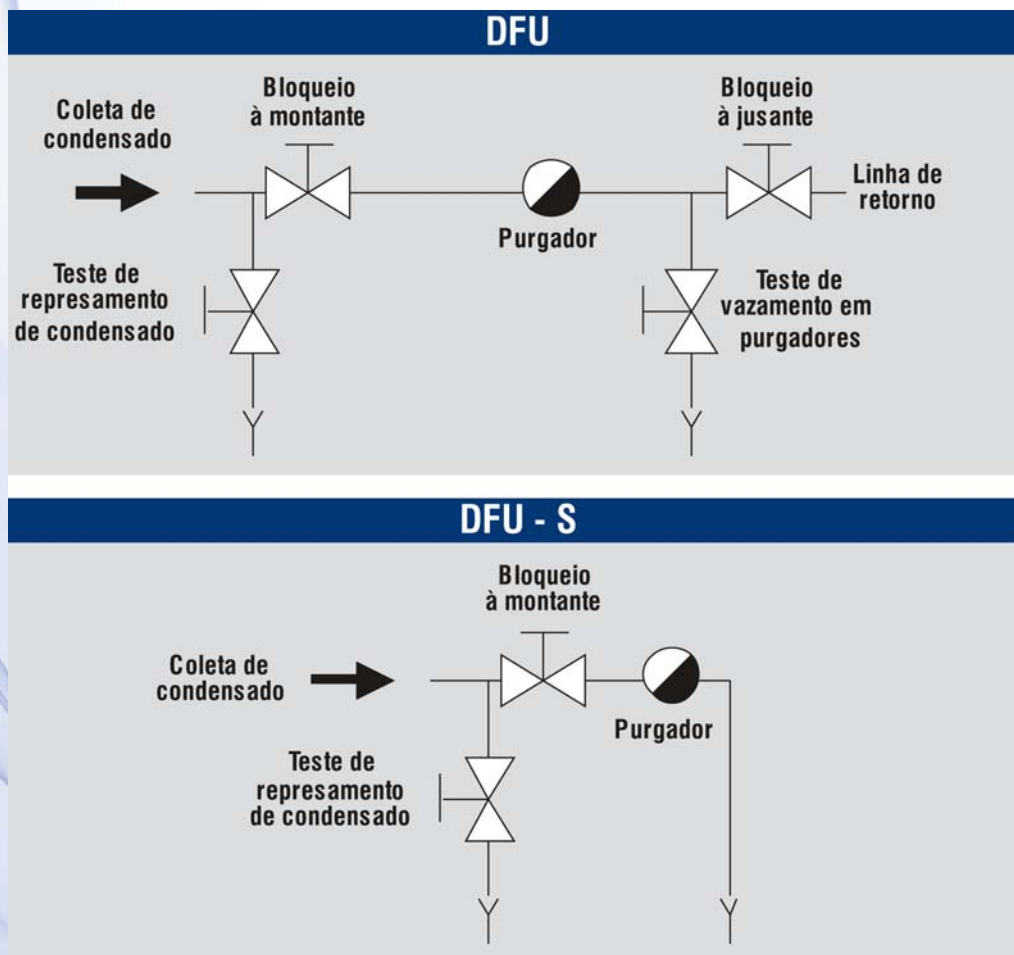 DFU
Coleta de
condensado
Bloqueio
à montante
Bloqueio
à jusante
Linha de
retorno
Purgador
Teste de
represamento
de condensado
Teste de
vazamento em
purgadores
DFU - S
Bloqueio
à montante
Coleta de
condensado
Purgador
Teste de
represamento
de condensado